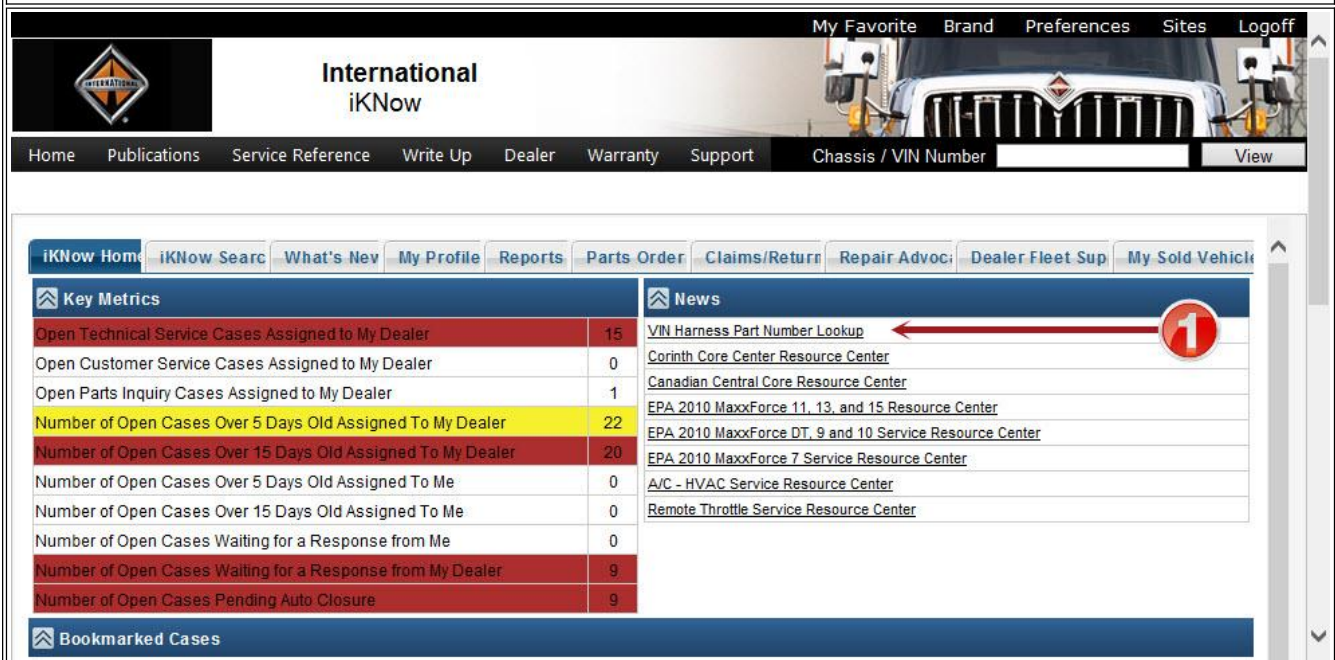 My Favorite Brand Preferences Sites Logoff
INTERNATIONAL
International
iKNow
Home Publications Service Reference Write Up Dealer Warranty Support Chassis / VIN Number View
iKNow Home iKNow Searc What's Nev My Profile Reports Parts Order Claims/Return Repair Advoca Dealer Fleet Sup My Sold Vehicle
Key Metrics
Open Technical Service Cases Assigned to My Dealer 15
Open Customer Service Cases Assigned to My Dealer 0
Open Parts Inquiry Cases Assigned to My Dealer 1
Number of Open Cases Over 5 Days Old Assigned To My Dealer 22
Number of Open Cases Over 15 Days Old Assigned To My Dealer 20
Number of Open Cases Over 5 Days Old Assigned To Me 0
Number of Open Cases Over 15 Days Old Assigned To Me 0
Number of Open Cases Waiting for a Response from Me 0
Number of Open Cases Waiting for a Response from My Dealer 9
Number of Open Cases Pending Auto Closure 9
News
VIN Harness Part Number Lookup
1
Corinth Core Center Resource Center
Canadian Central Core Resource Center
EPA 2010 MaxxForce 11, 13, and 15 Resource Center
EPA 2010 MaxxForce DT, 9 and 10 Service Resource Center
EPA 2010 MaxxForce 7 Service Resource Center
A/C - HVAC Service Resource Center
Remote Throttle Service Resource Center
Bookmarked Cases